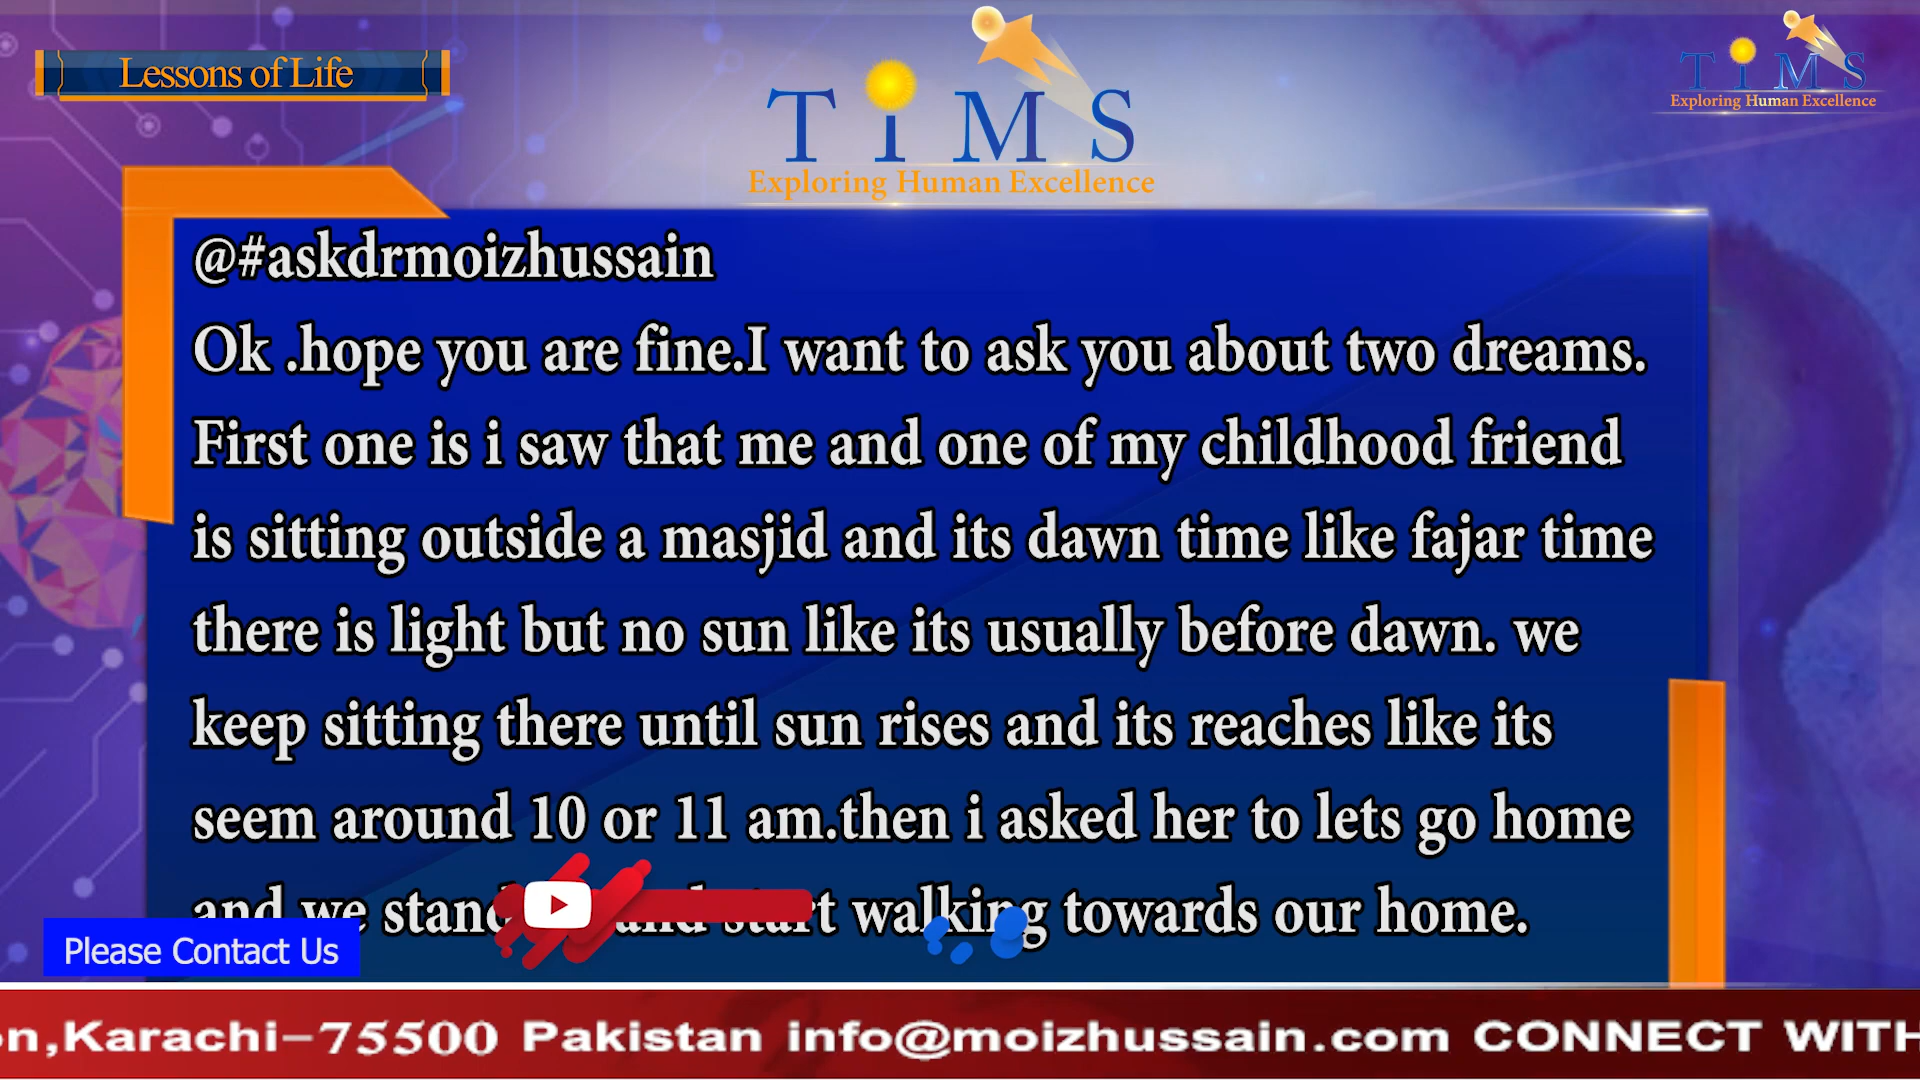 Lessons of Life
TiMS
Exploring Human Excellence
TiMS
Exploring Human Excellence
@#askdrmoizhussain
Ok .hope you are fine.I want to ask you about two dreams.
First one is i saw that me and one of my childhood friend
is sitting outside a masjid and its dawn time like fajar time
there is light but no sun like its usually before dawn. we
keep sitting there until sun rises and its reaches like its
seem around 10 or 11 am.then i asked her to lets go home
and we stand and start walking towards our home.
Please Contact Us
n,Karachi-75500 Pakistan info@moizhussain.com CONNECT WITH